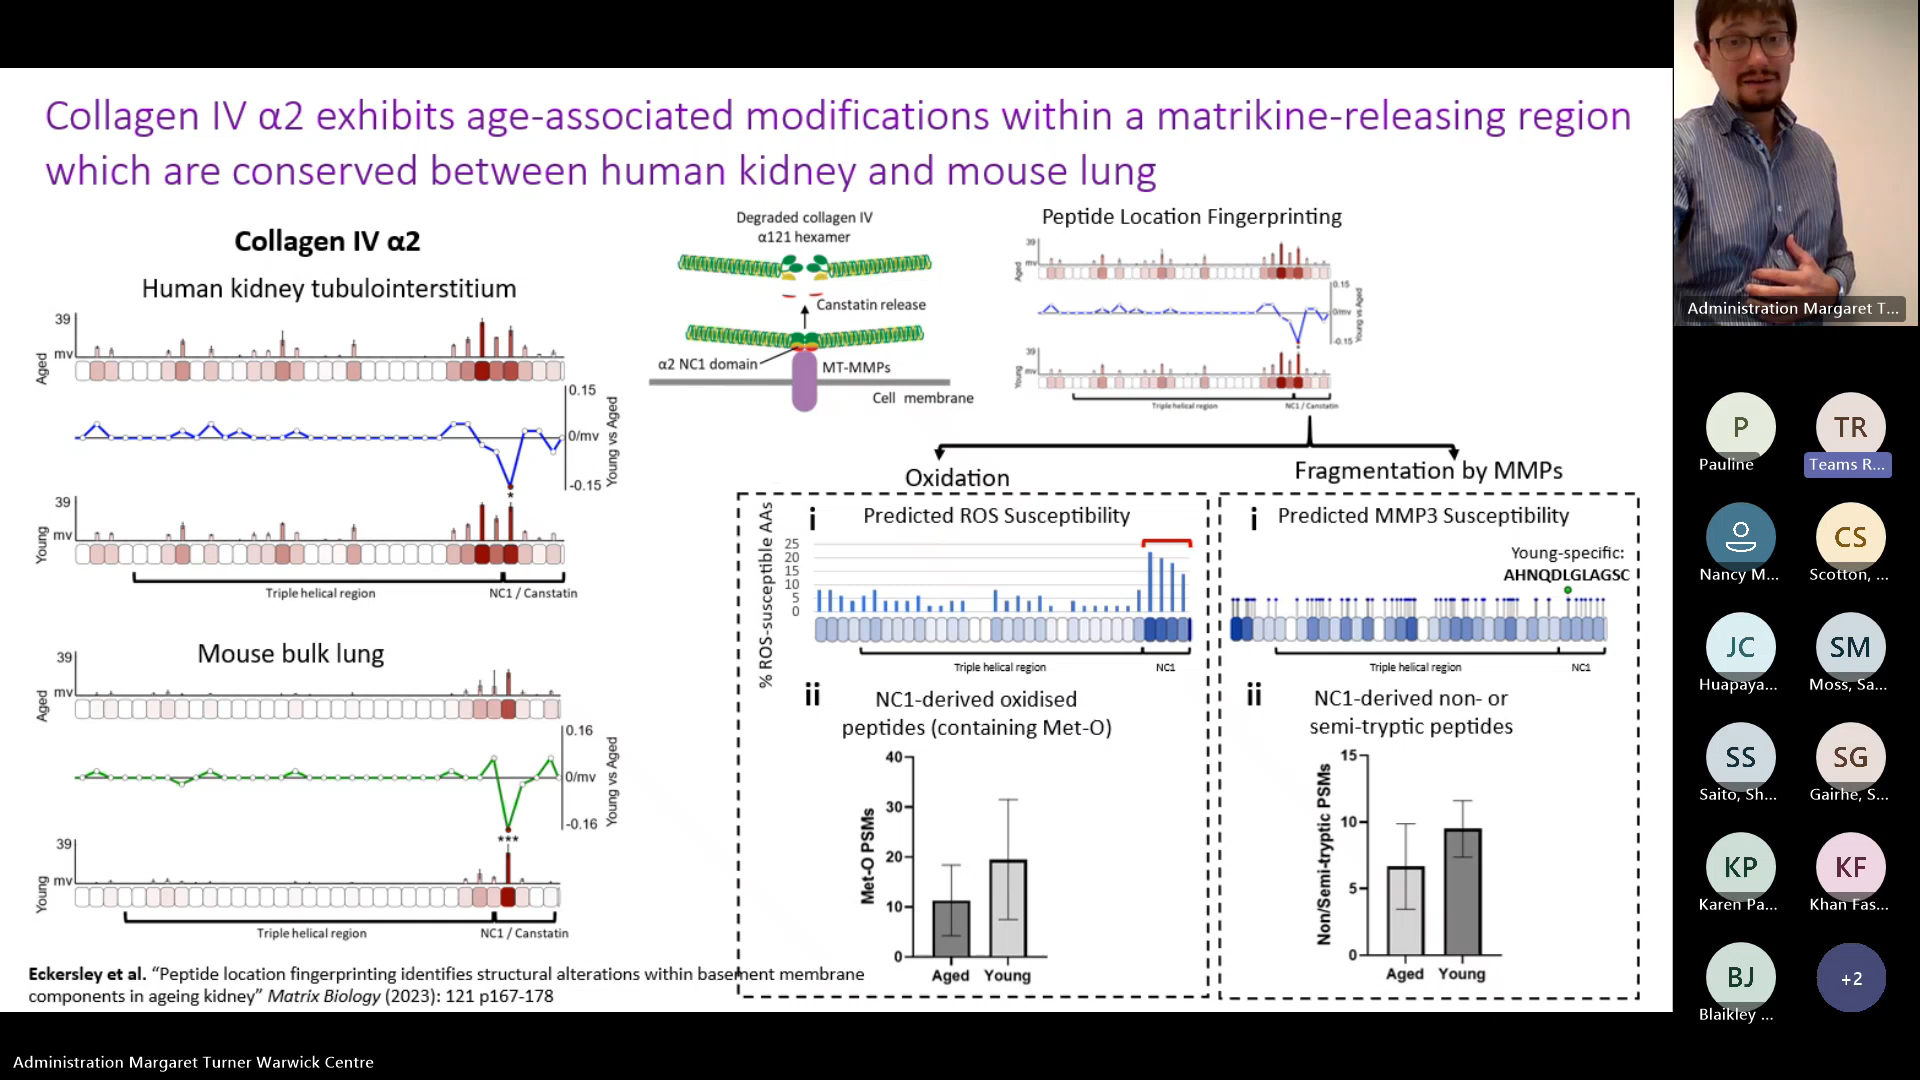 Collagen IV α2 exhibits age-associated modifications within a matrikine-releasing region
which are conserved between human kidney and mouse lung
Collagen IV α2
Human kidney tubulointerstitium
39
mv
Aged
0.15
0/mv
-0.15
Young vs Aged
*
39
mv
Young
Triple helical region
NC1 / Canstatin
Mouse bulk lung
39
mv
Aged
0.16
0/mv
-0.16
Young vs Aged
***
39
mv
Young
Triple helical region
NC1 / Canstatin
Eckersley et al. “Peptide location fingerprinting identifies structural alterations within basement membrane
components in ageing kidney” Matrix Biology (2023): 121 p167-178
Degraded collagen IV
α121 hexamer
Canstatin release
α2 NC1 domain
MT-MMPs
Cell membrane
Peptide Location Fingerprinting
39
mv
Aged
0.15
0/mv
-0.15
Young vs Aged
39
mv
Young
Triple helical region
NC1 / Canstatin
Oxidation
i
Predicted ROS Susceptibility
% ROS-susceptible AAs
25
20
15
10
5
0
Triple helical region
NC1
ii
NC1-derived oxidised
peptides (containing Met-O)
Met-O PSMs
40
30
20
10
0
Aged Young
Fragmentation by MMPs
i
Predicted MMP3 Susceptibility
Young-specific:
AHNQDLGLAGSC
Triple helical region
NC1
ii
NC1-derived non- or
semi-tryptic peptides
Non/Semi-tryptic PSMs
15
10
5
0
Aged Young
Administration Margaret T...
P
Pauline
TR
Teams R...
Nancy M...
CS
Scotton, ...
JC
Huapaya...
SM
Moss, Sa...
SS
Saito, Sh...
SG
Gairhe, S...
KP
Karen Pa...
KF
Khan Fas...
BJ
Blaikley ...
+2
Administration Margaret Turner Warwick Centre